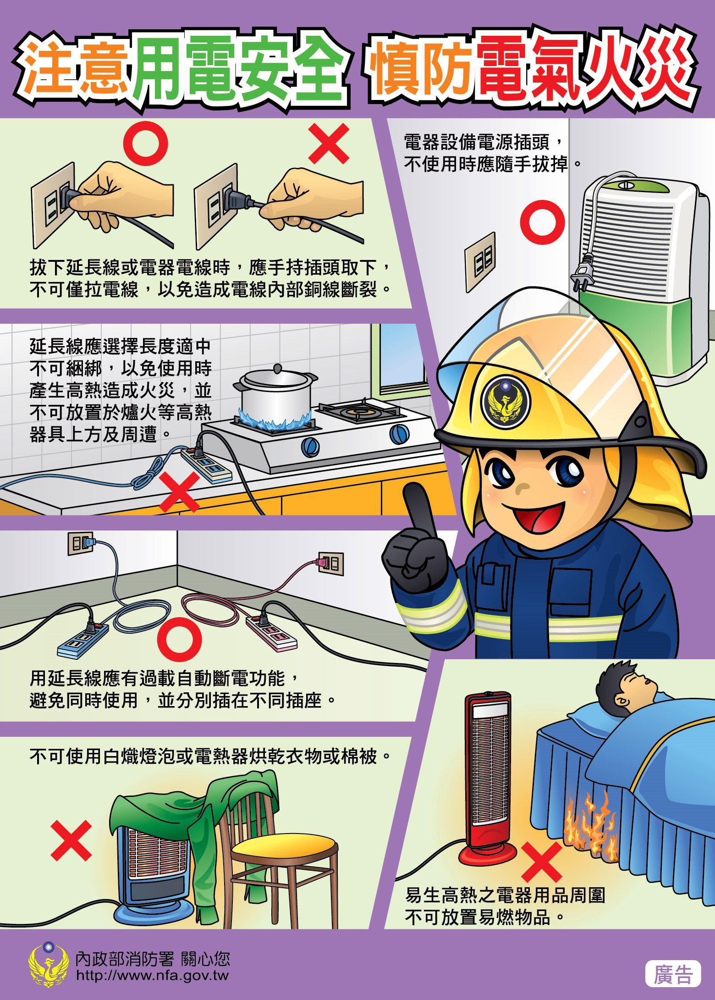 注意用電安全 慎防電氣火災
拔下延長線或電器電線時，應手持插頭取下，
不可僅拉電線，以免造成電線內部銅線斷裂。
電器設備電源插頭，
不使用時應隨手拔掉。
延長線應選擇長度適中
不可綑綁，以免使用時
產生高熱造成火災，並
不可放置於爐火等高熱
器具上方及周遭。
用延長線應有過載自動斷電功能，
避免同時使用，並分別插在不同插座。
不可使用白熾燈泡或電熱器烘乾衣物或棉被。
易生高熱之電器用品周圍
不可放置易燃物品。
內政部消防署 關心您
http://www.nfa.gov.tw
廣告